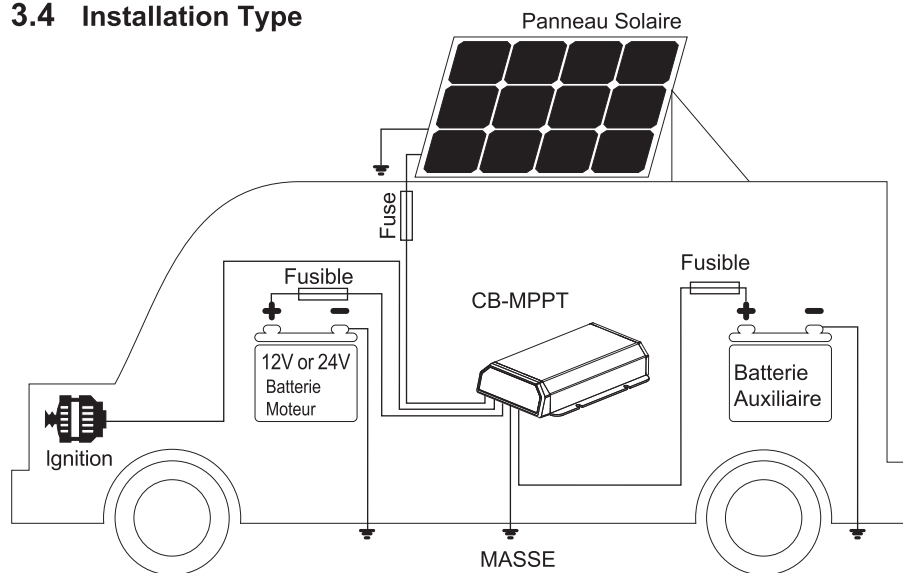 3.4 Installation Type
Panneau Solaire
Fuse
Fusible
Fusible
CB-MPPT
12V or 24V
Batterie
Moteur
Batterie
Auxiliaire
Ignition
MASSE